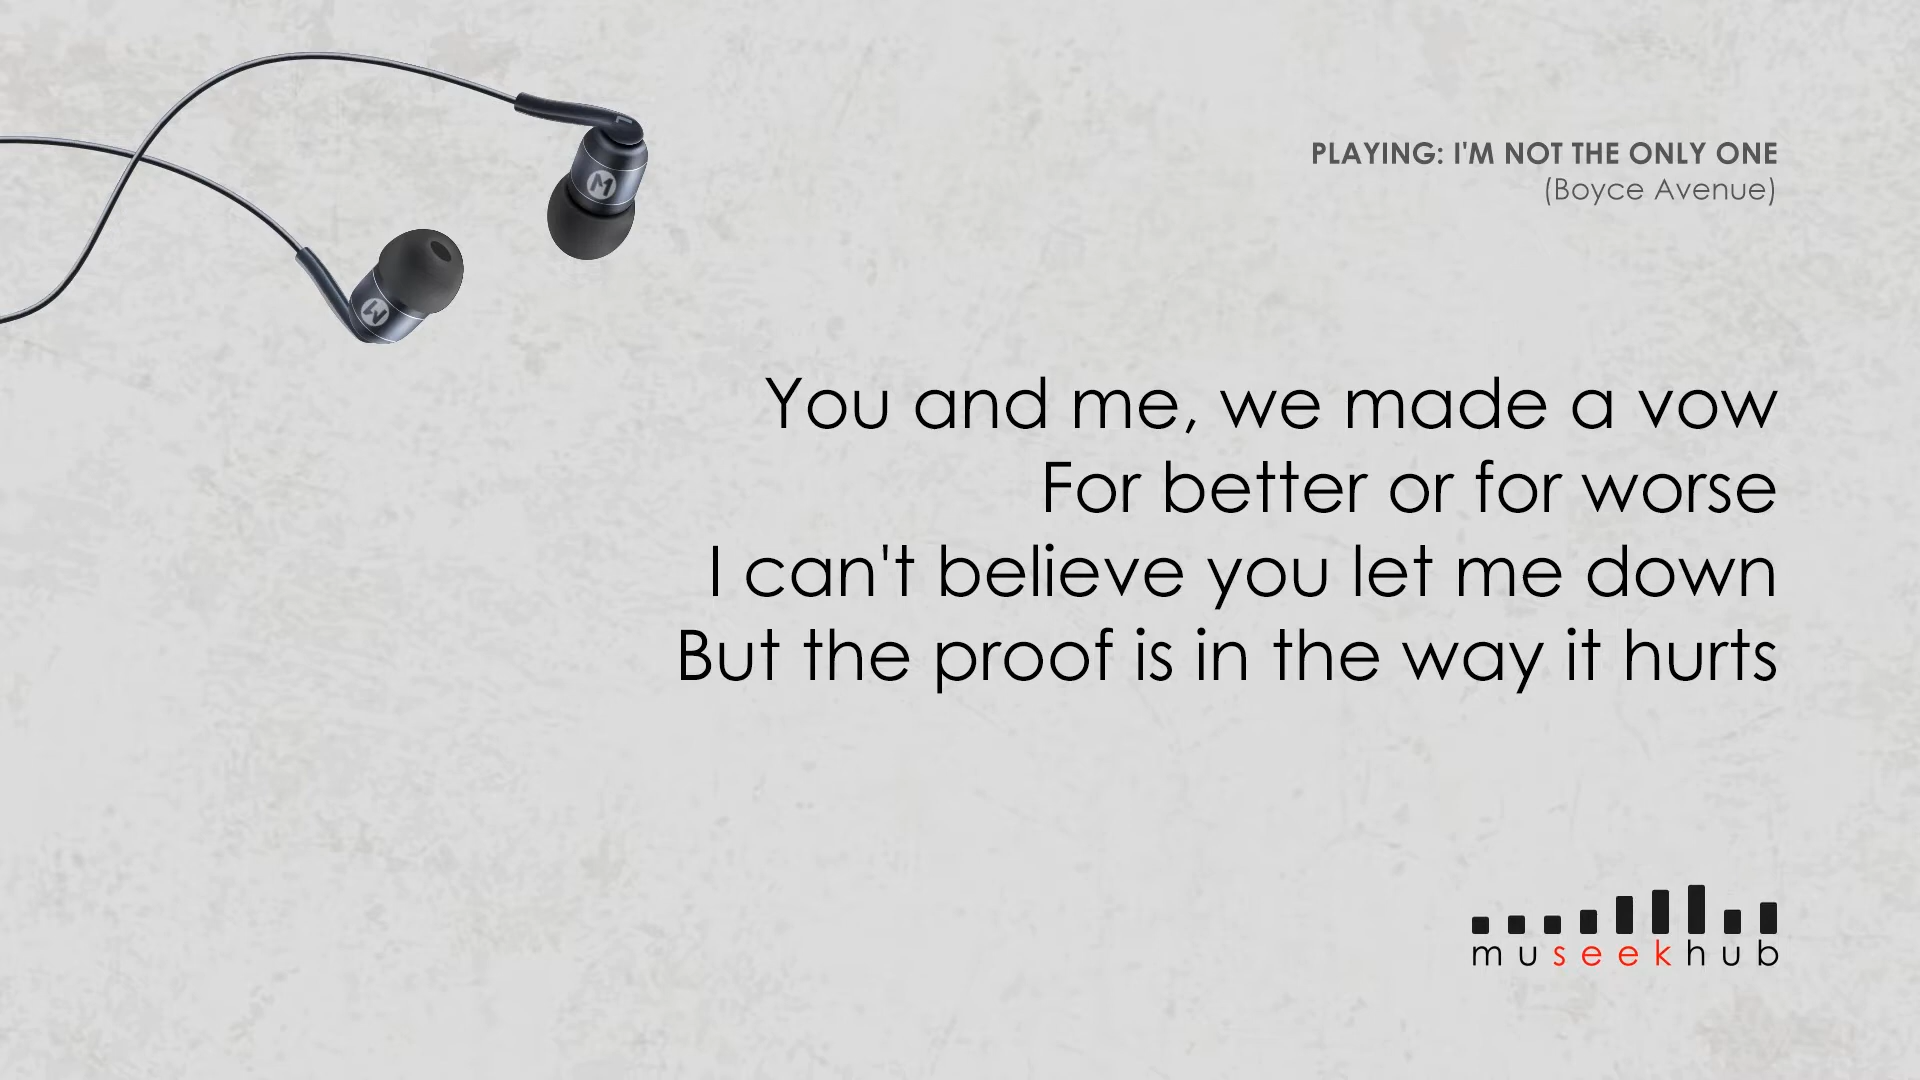 PLAYING: I'M NOT THE ONLY ONE
(Boyce Avenue)
You and me, we made a vow
For better or for worse
I can't believe you let me down
But the proof is in the way it hurts
museekhub
L
M
M